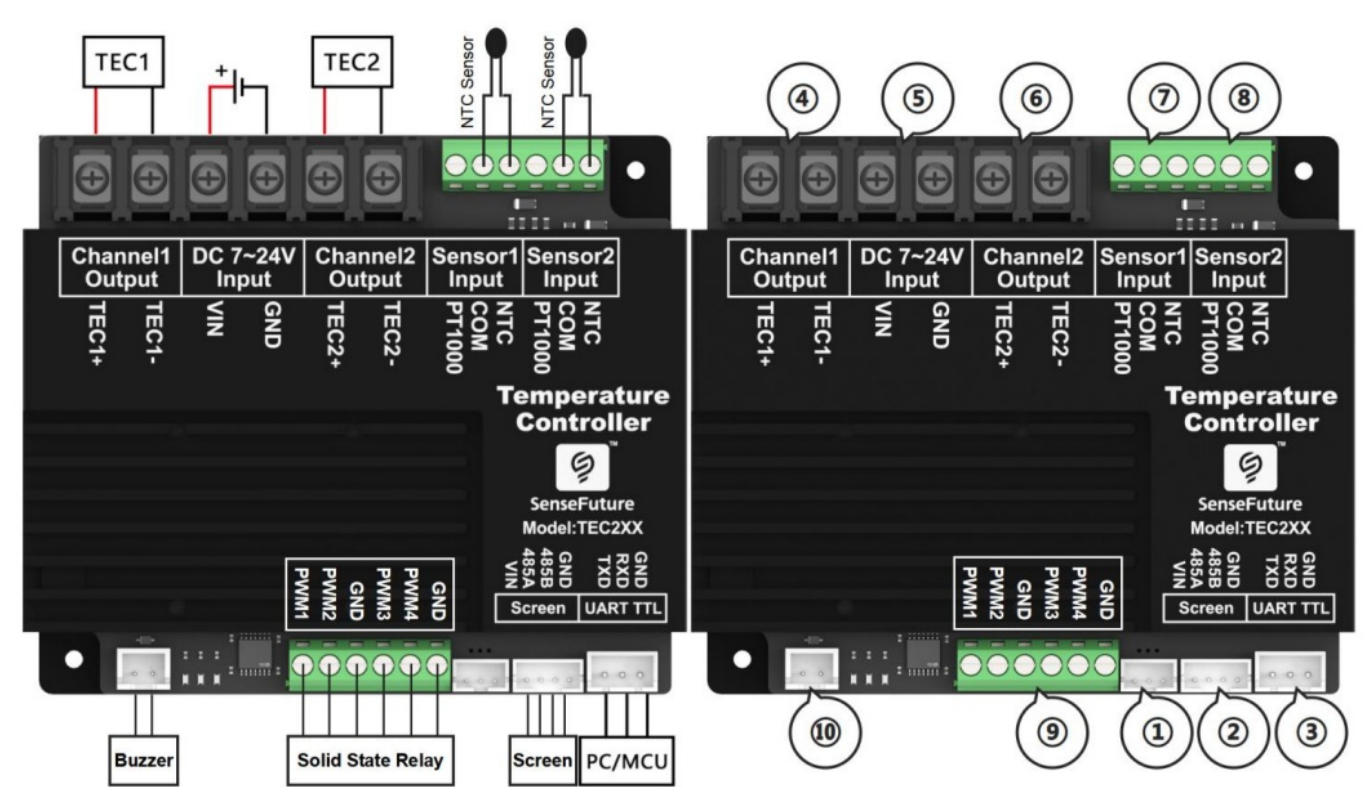 TEC1
+
TEC2
NTC Sensor
NTC Sensor
Channel1 Output
DC 7~24V Input
Channel2 Output
Sensor1 Input
Sensor2 Input
TEC1+
TEC1-
VIN
GND
TEC2+
TEC2-
PT1000
COM
NTC
PT1000
COM
NTC
Temperature
Controller
TM
SenseFuture
Model:TEC2XX
VIN
485A
485B
GND
TXD
RXD
GND
Screen
UART TTL
PWM1
PWM2
GND
PWM3
PWM4
GND
Buzzer
Solid State Relay
Screen
PC/MCU
④
⑤
⑥
⑦
⑧
Channel1 Output
DC 7~24V Input
Channel2 Output
Sensor1 Input
Sensor2 Input
TEC1+
TEC1-
VIN
GND
TEC2+
TEC2-
PT1000
COM
NTC
PT1000
COM
NTC
Temperature
Controller
TM
SenseFuture
Model:TEC2XX
VIN
485A
485B
GND
TXD
RXD
GND
Screen
UART TTL
PWM1
PWM2
GND
PWM3
PWM4
GND
⑩
⑨
①
②
③